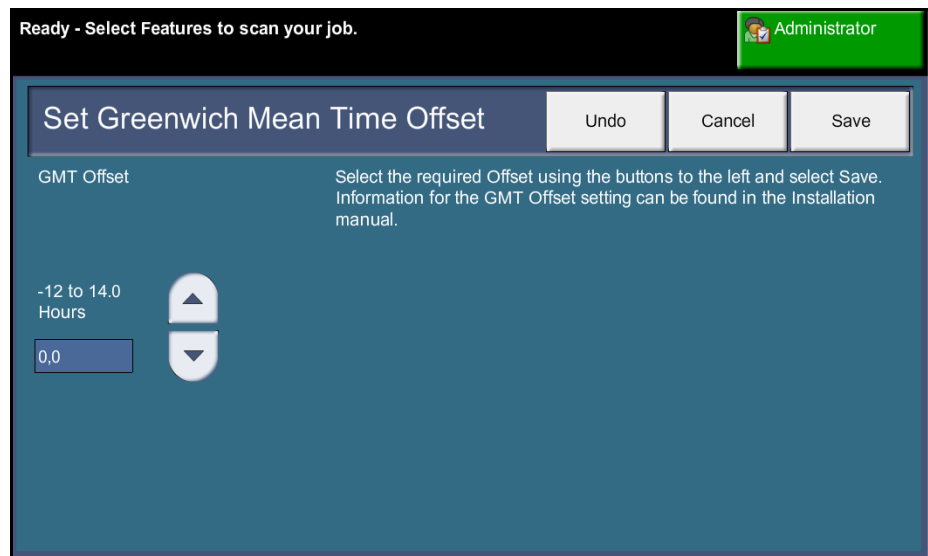 Ready - Select Features to scan your job.
Administrator
Set Greenwich Mean Time Offset
Undo
Cancel
Save
GMT Offset
Select the required Offset using the buttons to the left and select Save.
Information for the GMT Offset setting can be found in the Installation
manual.
-12 to 14.0
Hours
0,0